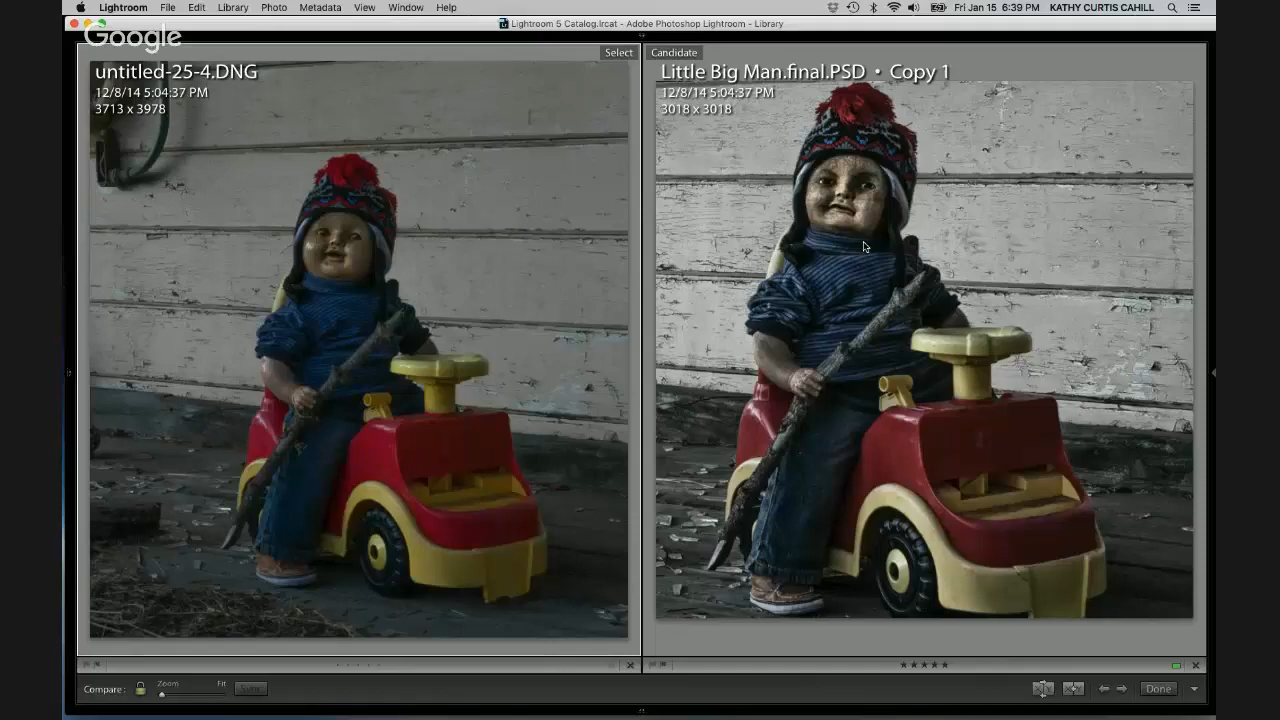 Lightroom File Edit Library Photo Metadata View Window Help Fri Jan 15 6:39 PM KATHY CURTIS CAHILL
Lightroom 5 Catalog.lrcat - Adobe Photoshop Lightroom - Library
Google
Select
Candidate
untitled-25-4.DNG
12/8/14 5:04:37 PM
3713 x 3978
Little Big Man.final.PSD • Copy 1
12/8/14 5:04:37 PM
3018 x 3018
Compare :
Zoom
Fit
Sync
Done